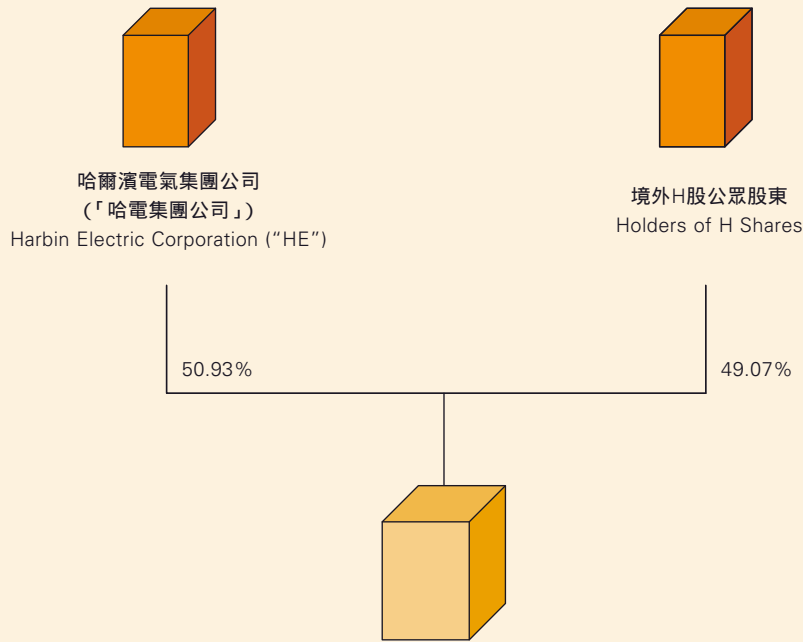 哈爾濱電氣集團公司
(「哈電集團公司」)
Harbin Electric Corporation (“HE”)
境外H股公眾股東
Holders of H Shares
50.93%
49.07%